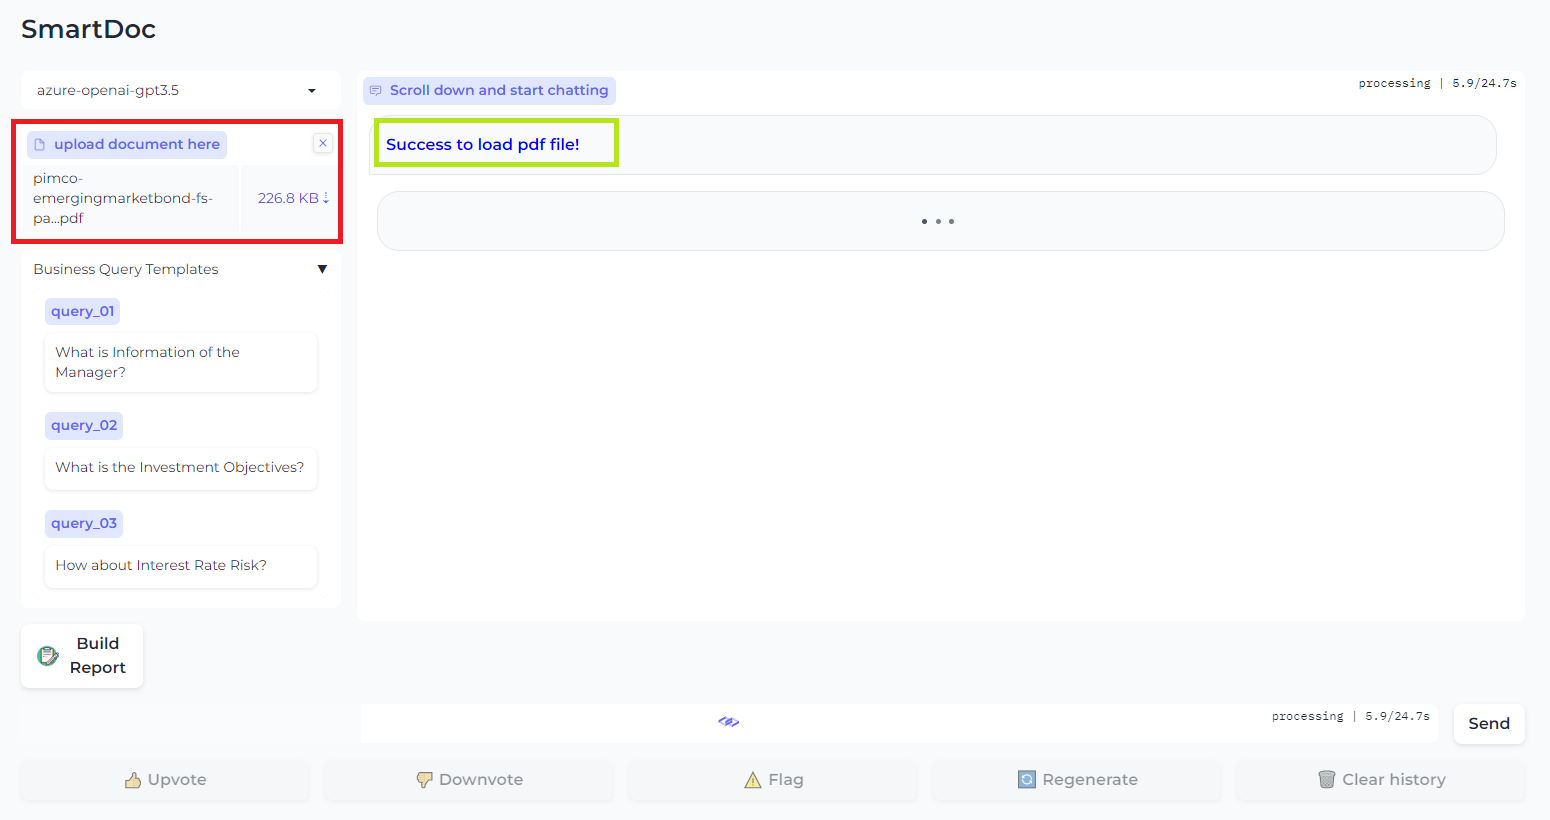 SmartDoc
azure-openai-gpt3.5
upload document here
pimco-
emergingmarketbond-fs-
pa...pdf
226.8 KB
Business Query Templates
query_01
What is Information of the
Manager?
query_02
What is the Investment Objectives?
query_03
How about Interest Rate Risk?
Build
Report
Scroll down and start chatting
processing | 5.9/24.7s
Success to load pdf file!
processing | 5.9/24.7s
Send
Upvote
Downvote
Flag
Regenerate
Clear history